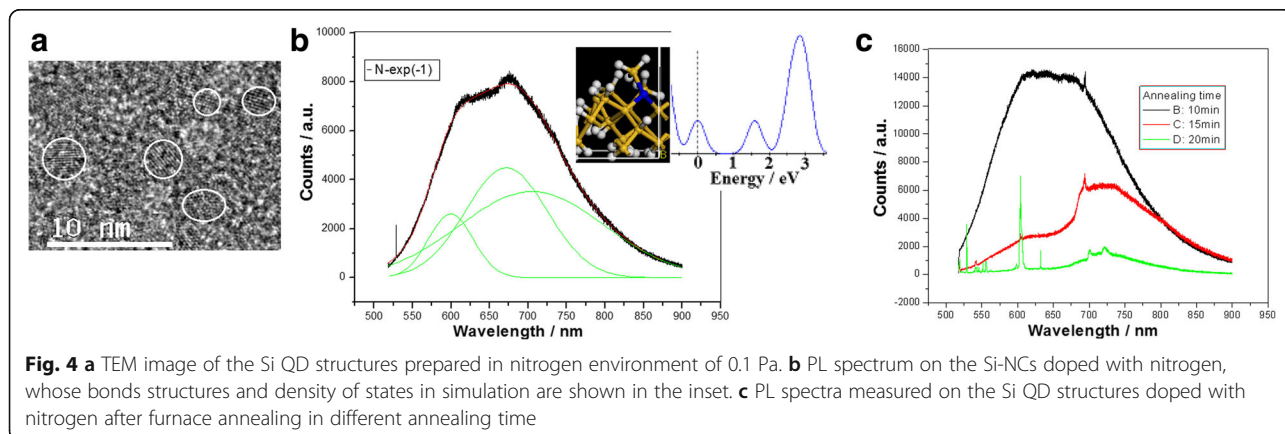 a
10 nm
b
Counts / a.u.
10000
8000
6000
4000
2000
0
N-exp(-1)
500 550 600 650 700 750 800 850 900 950
Wavelength / nm
0 1 2 3
Energy / eV
c
Counts / a.u.
16000
14000
12000
10000
8000
6000
4000
2000
0
-2000
Annealing time
B: 10min
C: 15min
D: 20min
500 550 600 650 700 750 800 850 900 950
Wavelength / nm
Fig. 4 a TEM image of the Si QD structures prepared in nitrogen environment of 0.1 Pa. b PL spectrum on the Si-NCs doped with nitrogen,
whose bonds structures and density of states in simulation are shown in the inset. c PL spectra measured on the Si QD structures doped with
nitrogen after furnace annealing in different annealing time